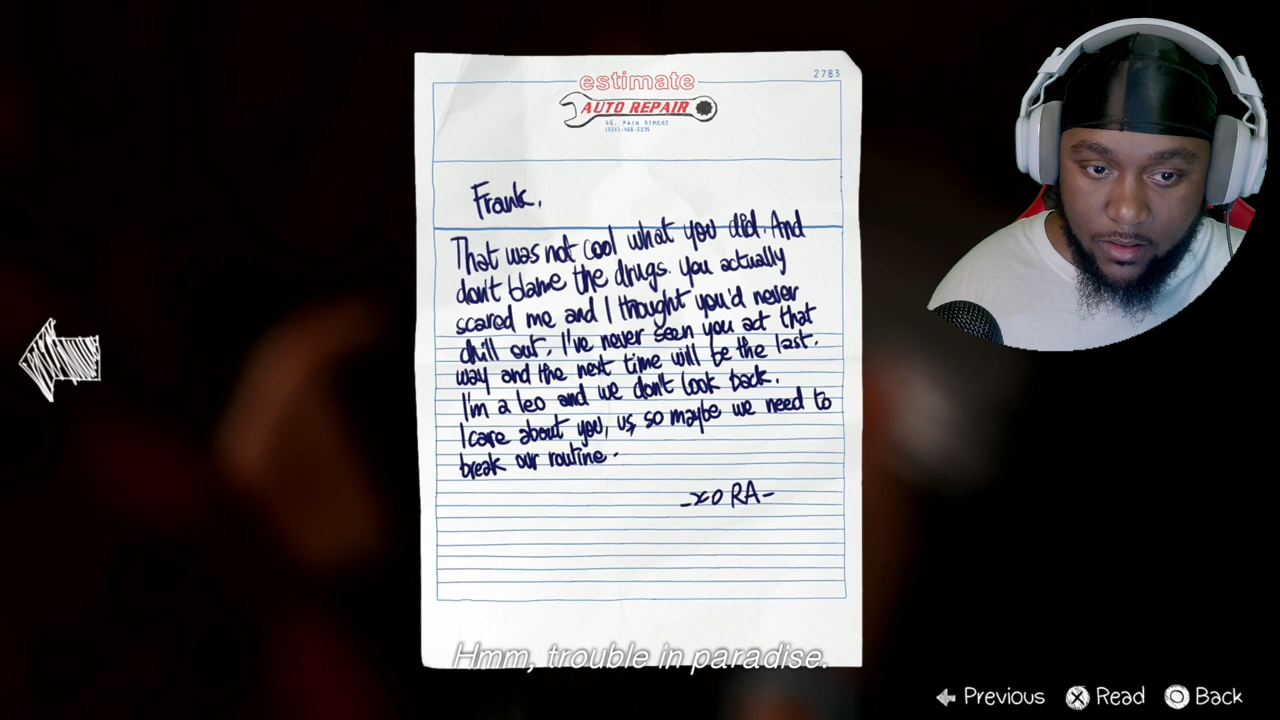 estimate
2783
AUTO REPAIR
Frank,
That was not cool what you did. And
don't blame the drugs. You actually
scared me and I thought you'd never
chill out. I've never seen you act that
way and the next time will be the last.
I'm a leo and we don't look back.
I care about you, us, so maybe we need to
break our routine.
-xo RA-
Hmm, trouble in paradise.
Previous
Read
Back